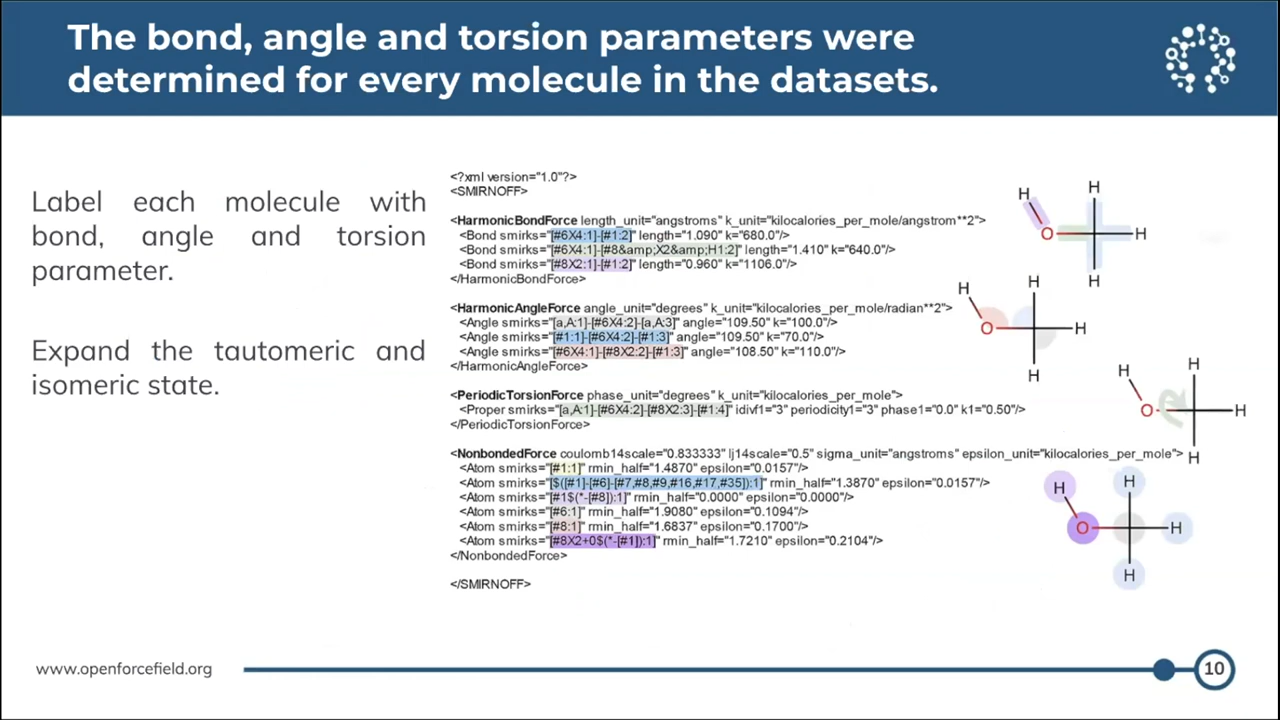 The bond, angle and torsion parameters were
determined for every molecule in the datasets.
Label each molecule with
bond, angle and torsion
parameter.
Expand the tautomeric and
isomeric state.
<?xml version="1.0"?>
<SMIRNOFF>
<HarmonicBondForce length_unit="angstroms" k_unit="kilocalories_per_mole/angstrom**2">
<Bond smirks="[#6X4:1]-[#1:2]" length="1.090" k="680.0"/>
<Bond smirks="[#6X4:1]-[#8&amp;X2&amp;H1:2]" length="1.410" k="640.0"/>
<Bond smirks="[#8X2:1]-[#1:2]" length="0.960" k="1106.0"/>
</HarmonicBondForce>
<HarmonicAngleForce angle_unit="degrees" k_unit="kilocalories_per_mole/radian**2">
<Angle smirks="[a,A:1]-[#6X4:2]-[a,A:3]" angle="109.50" k="100.0"/>
<Angle smirks="[#1:1]-[#6X4:2]-[#1:3]" angle="109.50" k="70.0"/>
<Angle smirks="[#6X4:1]-[#8X2:2]-[#1:3]" angle="108.50" k="110.0"/>
</HarmonicAngleForce>
<PeriodicTorsionForce phase_unit="degrees" k_unit="kilocalories_per_mole">
<Proper smirks="[a,A:1]-[#6X4:2]-[#8X2:3]-[#1:4]" idivf1="3" periodicity1="3" phase1="0.0" k1="0.50"/>
</PeriodicTorsionForce>
<NonbondedForce coulomb14scale="0.833333" lj14scale="0.5" sigma_unit="angstroms" epsilon_unit="kilocalories_per_mole">
<Atom smirks="[#1:1]" rmin_half="1.4870" epsilon="0.0157"/>
<Atom smirks="[$([#1]-[#6]-[#7,#8,#9,#16,#17,#35]):1]" rmin_half="1.3870" epsilon="0.0157"/>
<Atom smirks="[#1$(*-[#8]):1]" rmin_half="0.0000" epsilon="0.0000"/>
<Atom smirks="[#6:1]" rmin_half="1.9080" epsilon="0.1094"/>
<Atom smirks="[#8:1]" rmin_half="1.6837" epsilon="0.1700"/>
<Atom smirks="[#8X2+0$(*-[#1]):1]" rmin_half="1.7210" epsilon="0.2104"/>
</NonbondedForce>
</SMIRNOFF>
H H
O H
H
H H
O H
H
H H
O H
H
H H
O H
H
www.openforcefield.org
10